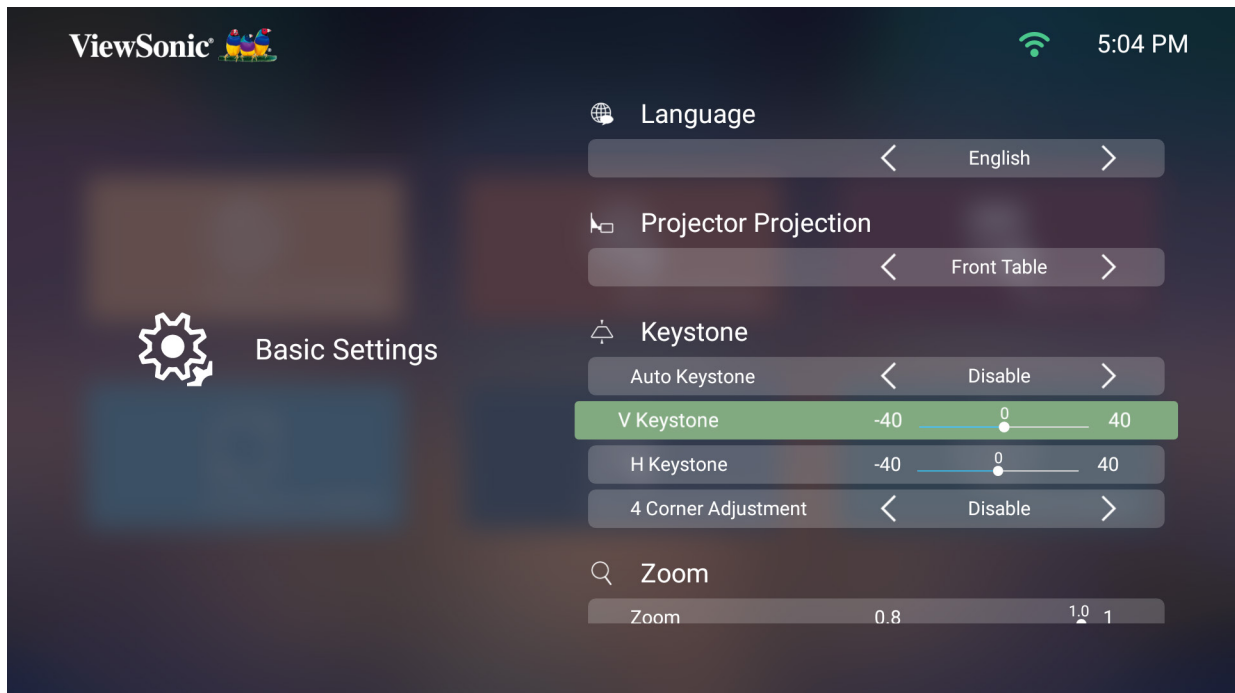 ViewSonic®
5:04 PM
Basic Settings
Language
English
Projector Projection
Front Table
Keystone
Auto Keystone Disable
V Keystone -40 0 40
H Keystone -40 0 40
4 Corner Adjustment Disable
Zoom
Zoom 0.8 1.0 1